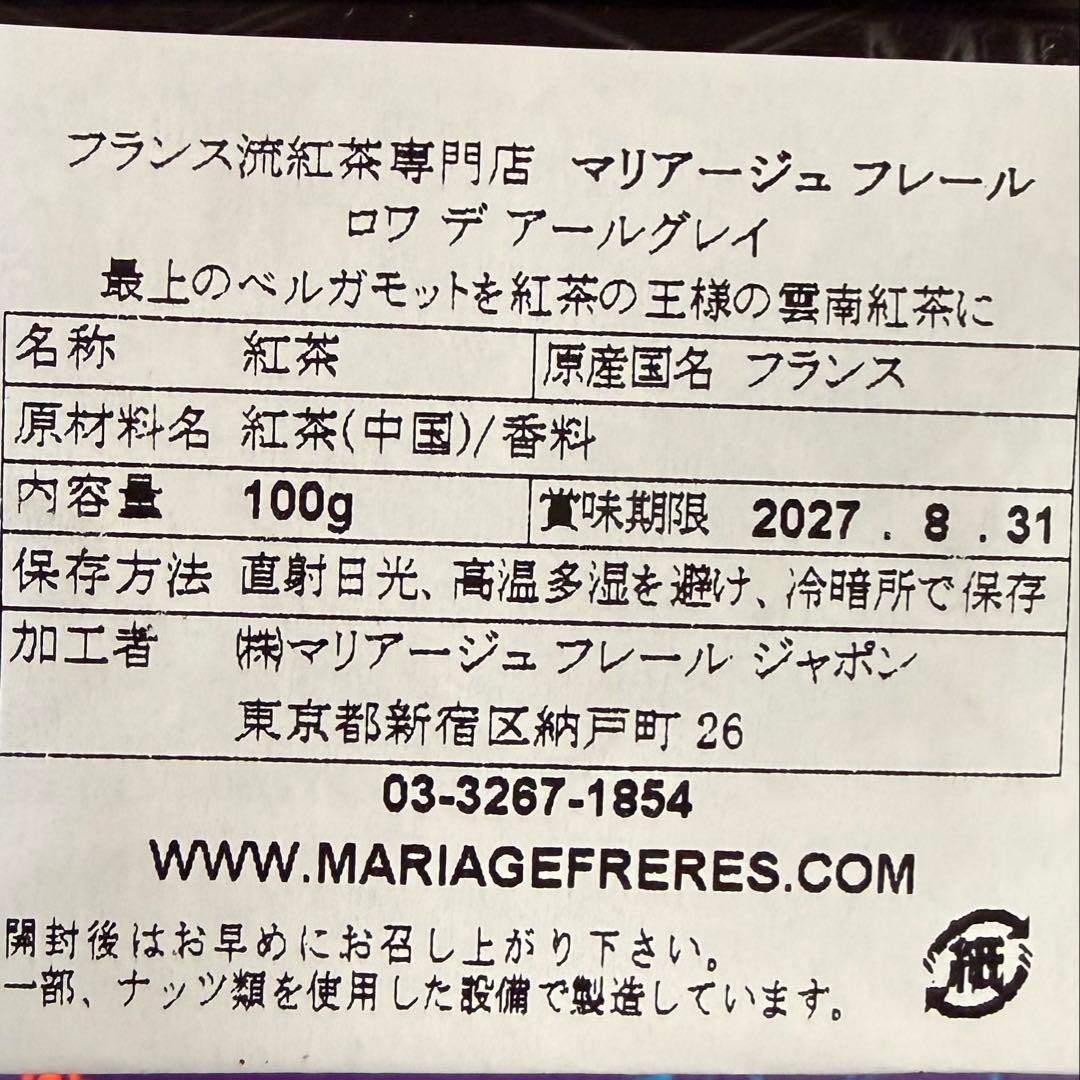 フランス流紅茶専門店 マリアージュ フレール
ロワ デ アールグレイ
最上のベルガモットを紅茶の王様の雲南紅茶に
名称 紅茶 原産国名 フランス
原材料名 紅茶(中国)/香料
内容量 100g 賞味期限 2027 . 8 . 31
保存方法 直射日光、高温多湿を避け、冷暗所で保存
加工者 ㈱マリアージュ フレール ジャポン
東京都新宿区納戸町 26
03-3267-1854
WWW.MARIAGEFRERES.COM
開封後はお早めにお召し上がり下さい。
一部、ナッツ類を使用した設備で製造しています。
紙